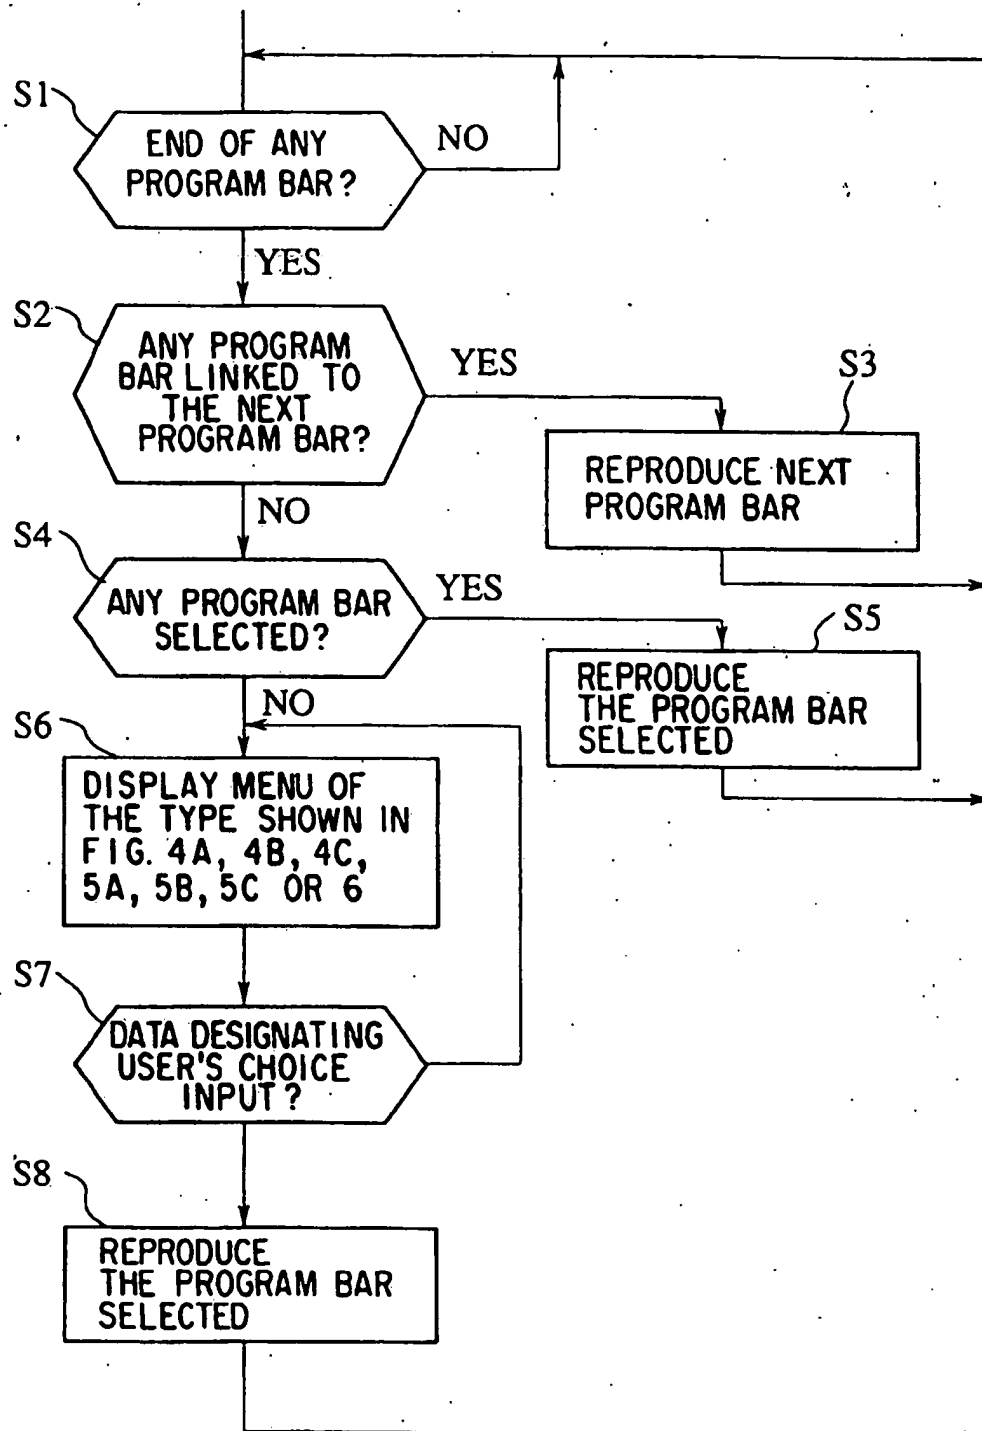 S1
END OF ANY
PROGRAM BAR?
NO
YES
S2
ANY PROGRAM
BAR LINKED TO
THE NEXT
PROGRAM BAR?
YES
S3
REPRODUCE NEXT
PROGRAM BAR
NO
S4
ANY PROGRAM BAR
SELECTED?
YES
S5
REPRODUCE
THE PROGRAM BAR
SELECTED
NO
S6
DISPLAY MENU OF
THE TYPE SHOWN IN
FIG. 4A, 4B, 4C,
5A, 5B, 5C OR 6
S7
DATA DESIGNATING
USER'S CHOICE
INPUT?
S8
REPRODUCE
THE PROGRAM BAR
SELECTED